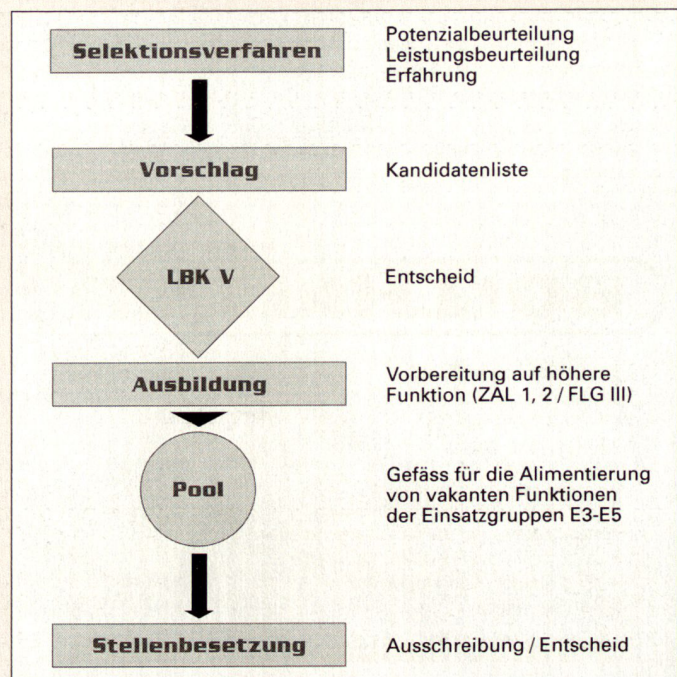 Selektionsverfahren
Potenzialbeurteilung
Leistungsbeurteilung
Erfahrung
Vorschlag
Kandidatenliste
LBK V
Entscheid
Ausbildung
Vorbereitung auf höhere
Funktion (ZAL 1, 2 / FLG III)
Pool
Gefäss für die Alimentierung
von vakanten Funktionen
der Einsatzgruppen E3-E5
Stellenbesetzung
Ausschreibung / Entscheid